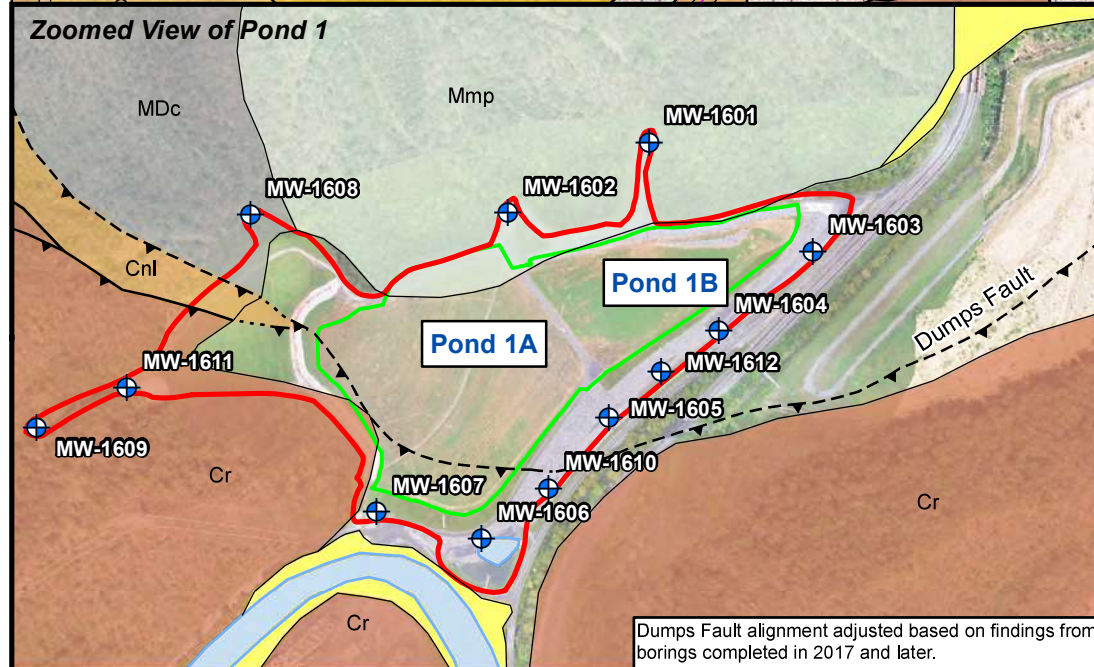 Zoomed View of Pond 1
MDc
Mmp
MW-1601
MW-1608
MW-1602
MW-1603
Cnl
Pond 1B
MW-1604
Dumps Fault
Pond 1A
MW-1612
MW-1611
MW-1605
MW-1609
MW-1610
Cr
MW-1607
MW-1606
Cr
Cr
Dumps Fault alignment adjusted based on findings from
borings completed in 2017 and later.